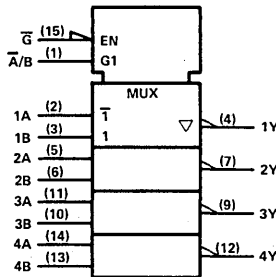 G̅ (15) EN
A̅/B (1) G1
MUX
1A (2) 1̅ ▽ (4) 1Y
1B (3) 1
2A (5) (7) 2Y
2B (6)
3A (11) (9) 3Y
3B (10)
4A (14) (12) 4Y
4B (13)